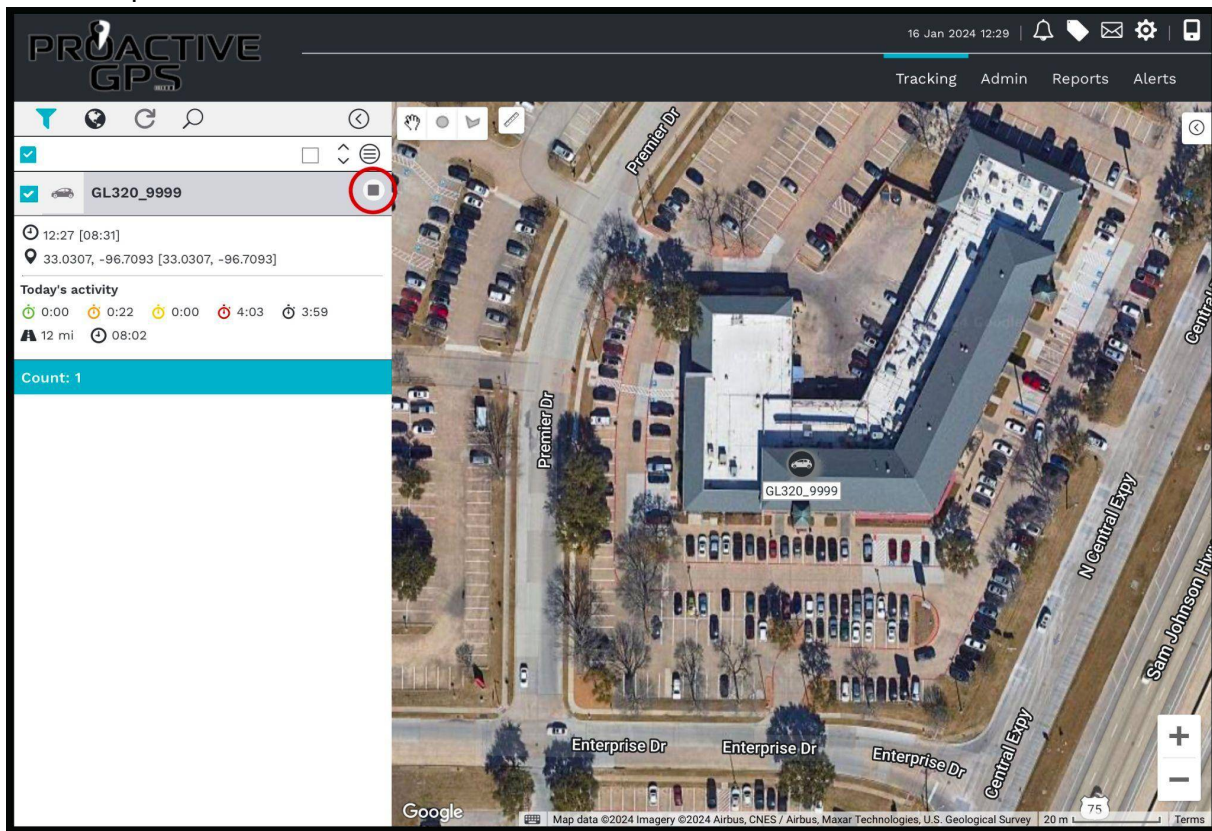 PROACTIVE
GPS
16 Jan 2024 12:29
Tracking Admin Reports Alerts
GL320_9999
12:27 [08:31]
33.0307, -96.7093 [33.0307, -96.7093]
Today's activity
0:00 0:22 0:00 4:03 3:59
12 mi 08:02
Count: 1
Premier Dr
Central
Premier Dr
GL320_9999
N Central Expy
Sam Johnson Hwy
Enterprise Dr
Enterprise Dr
Enterprise Dr
Central Expy
75
Google
Map data ©2024 Imagery ©2024 Airbus, CNES / Airbus, Maxar Technologies, U.S. Geological Survey
20 m
Terms